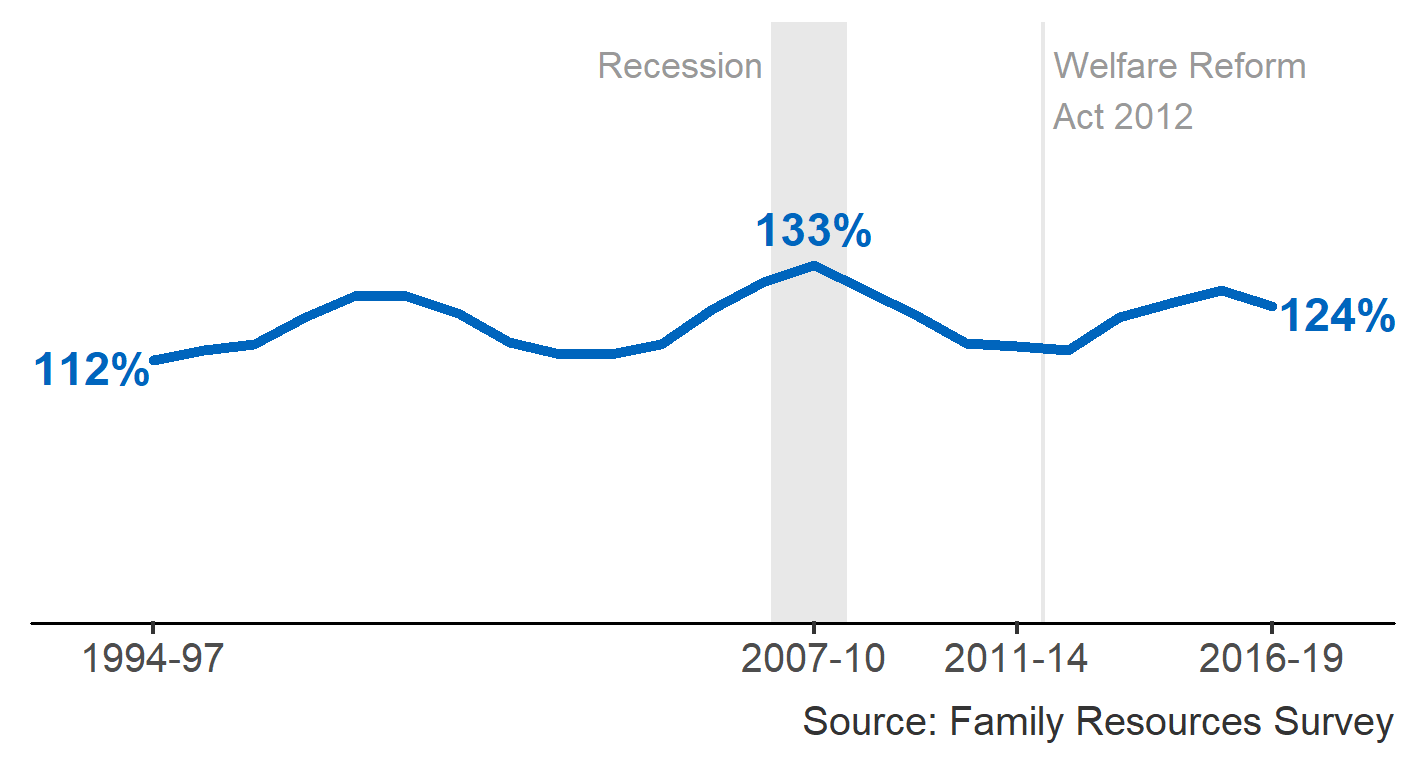 Recession
Welfare Reform
Act 2012
133%
124%
112%
1994-97
2007-10
2011-14
2016-19
Source: Family Resources Survey